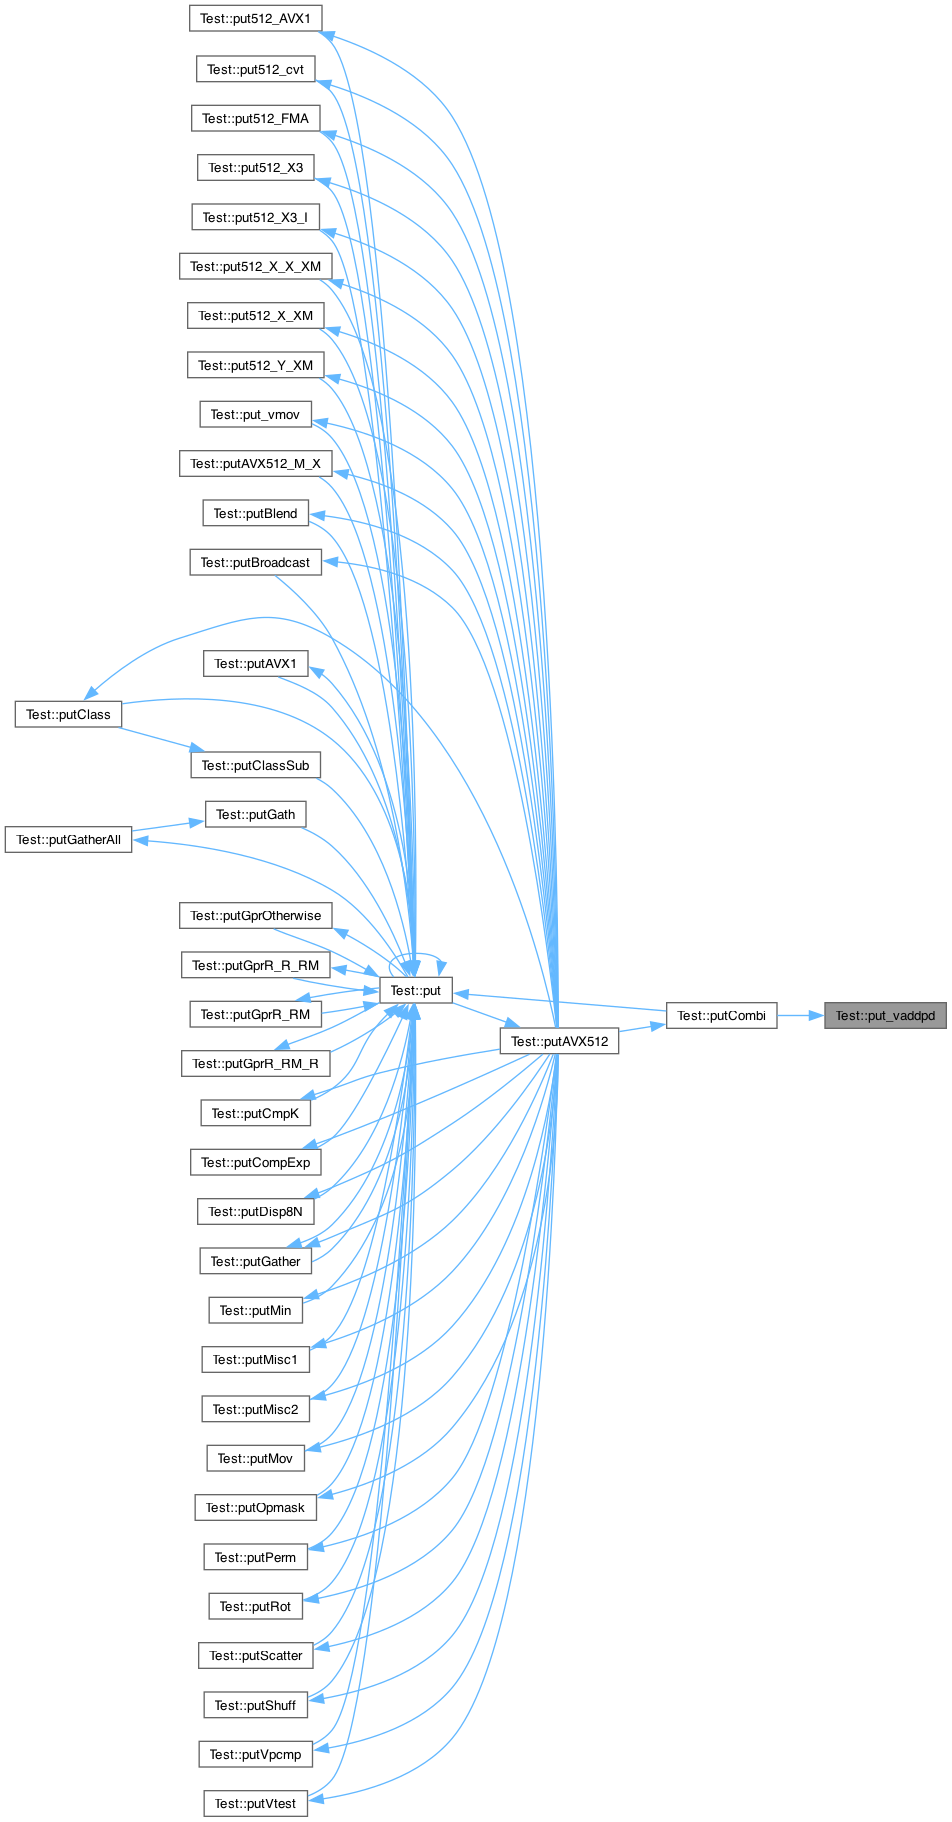 Test::put512_AVX1
Test::put512_cvt
Test::put512_FMA
Test::put512_X3
Test::put512_X3_I
Test::put512_X_X_XM
Test::put512_X_XM
Test::put512_Y_XM
Test::put_vmov
Test::putAVX512_M_X
Test::putBlend
Test::putBroadcast
Test::putAVX1
Test::putClass
Test::putClassSub
Test::putGath
Test::putGatherAll
Test::putGprOtherwise
Test::putGprR_R_RM
Test::put
Test::putGprR_RM
Test::putCombi
Test::put_vaddpd
Test::putAVX512
Test::putGprR_RM_R
Test::putCmpK
Test::putCompExp
Test::putDisp8N
Test::putGather
Test::putMin
Test::putMisc1
Test::putMisc2
Test::putMov
Test::putOpmask
Test::putPerm
Test::putRot
Test::putScatter
Test::putShuff
Test::putVpcmp
Test::putVtest